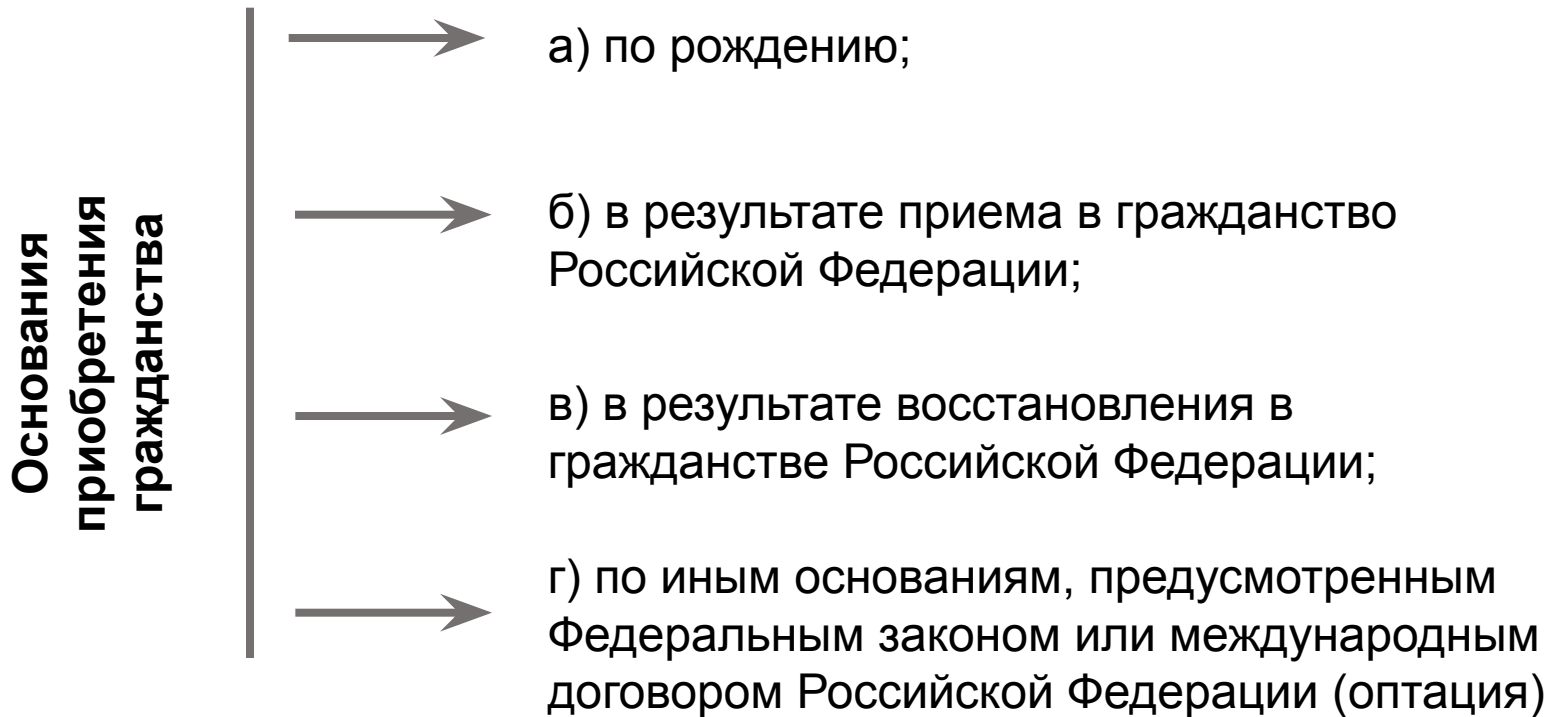 Основания
приобретения
гражданства
а) по рождению;
б) в результате приема в гражданство
Российской Федерации;
в) в результате восстановления в
гражданстве Российской Федерации;
г) по иным основаниям, предусмотренным
Федеральным законом или международным
договором Российской Федерации (оптация)